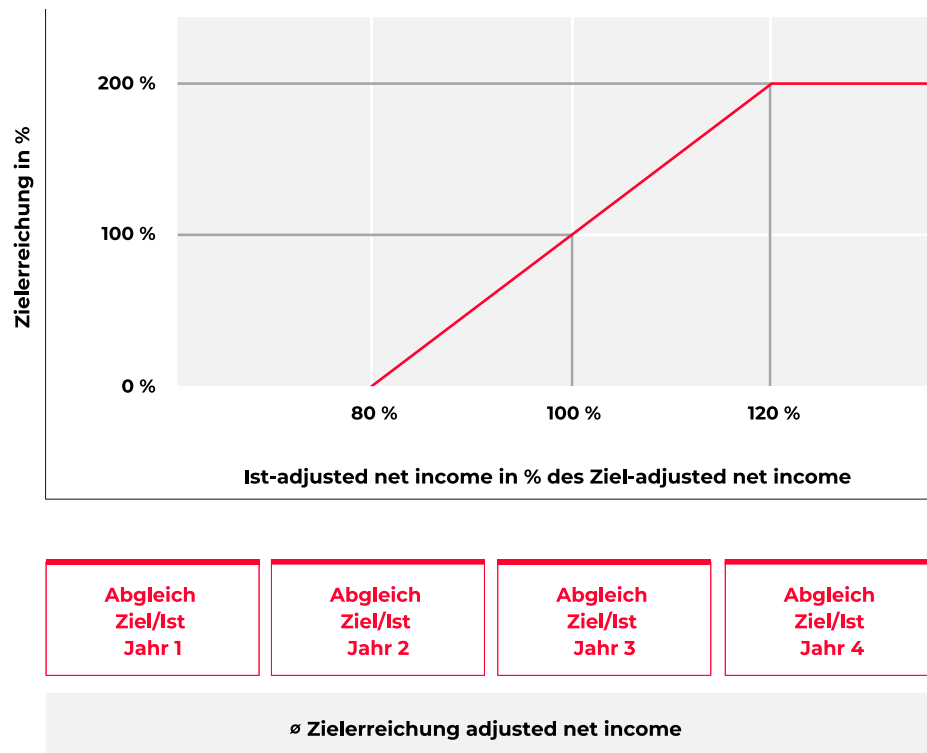 200 %
100 %
0 %
Zielerreichung in %
80 %
100 %
120 %
Ist-adjusted net income in % des Ziel-adjusted net income
Abgleich
Ziel/Ist
Jahr 1
Abgleich
Ziel/Ist
Jahr 2
Abgleich
Ziel/Ist
Jahr 3
Abgleich
Ziel/Ist
Jahr 4
ø Zielerreichung adjusted net income